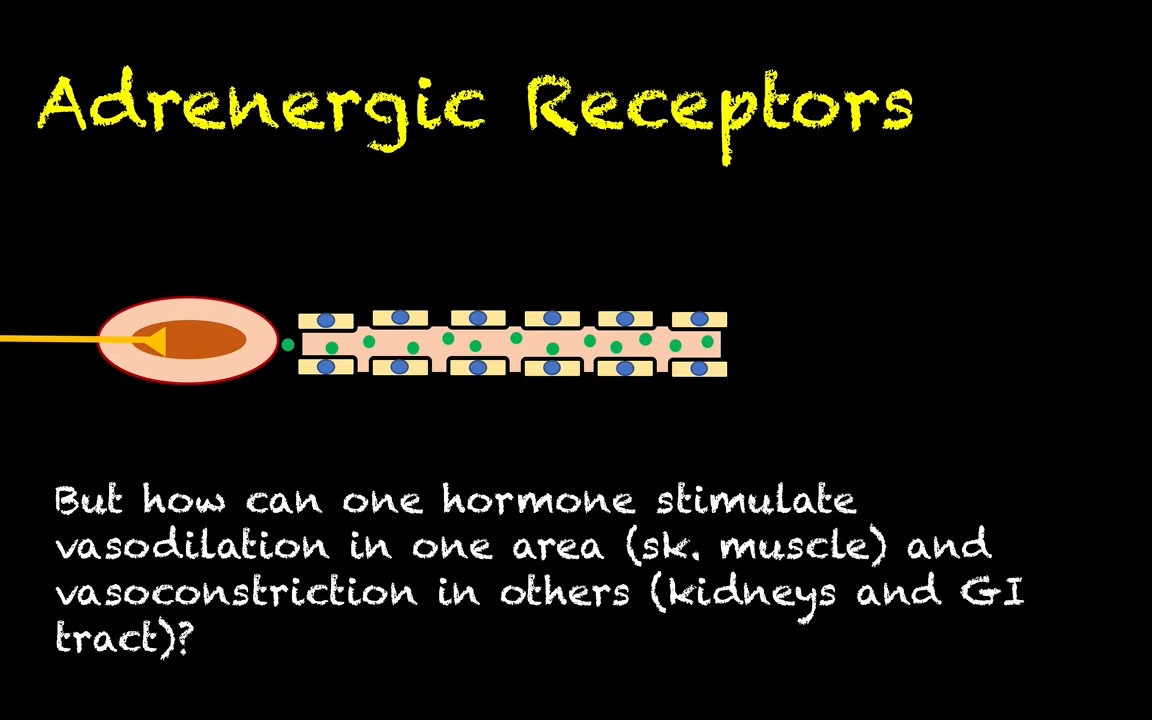 Adrenergic Receptors
But how can one hormone stimulate
vasodilation in one area (sk. muscle) and
vasoconstriction in others (kidneys and GI
tract)?